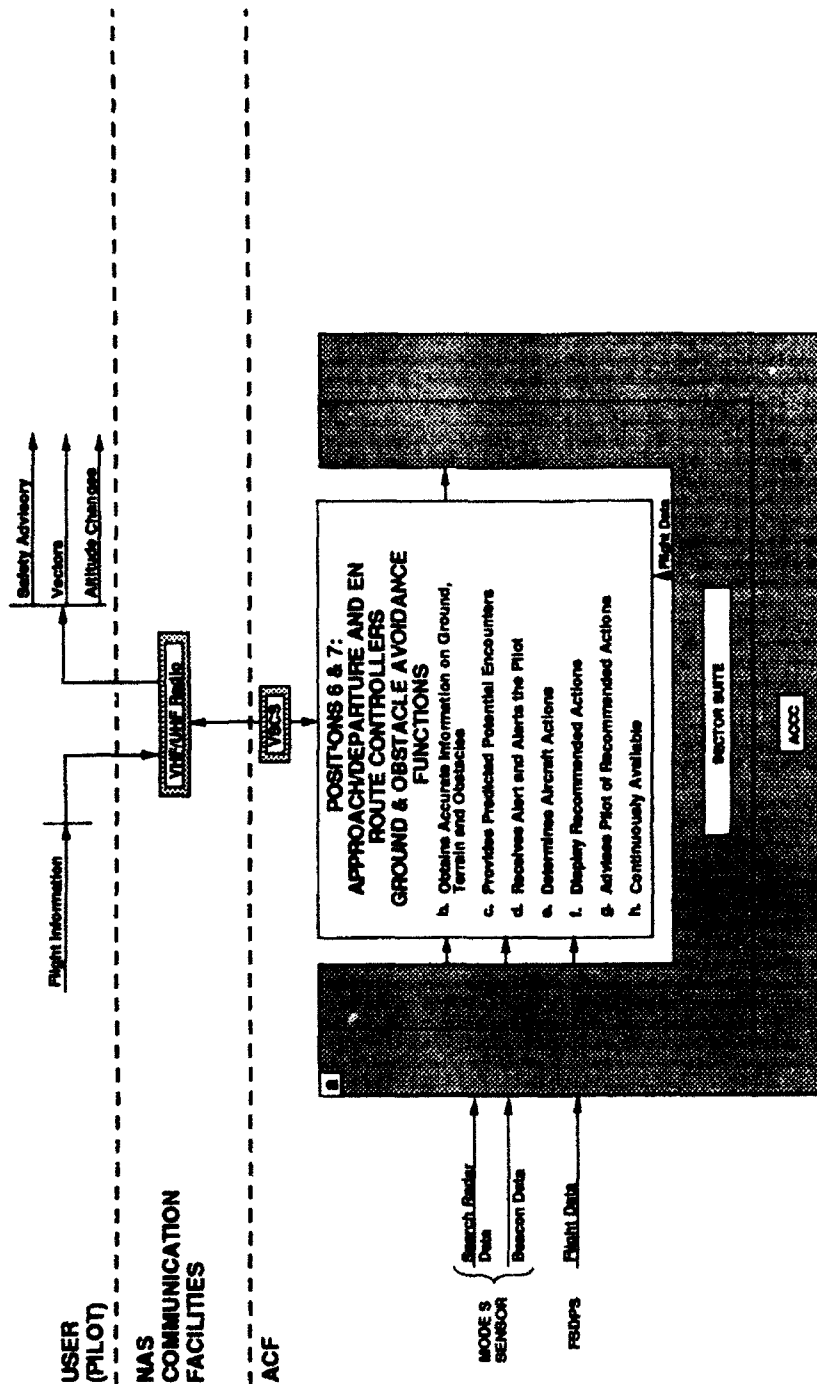 USER
(PILOT)
Flight Information
Safety Advisory
Vectors
Altitude Changes
NAS
COMMUNICATION
FACILITIES
VHF/UHF Radio
ACF
VSCS
a
POSITIONS 6 & 7:
APPROACH/DEPARTURE AND EN
ROUTE CONTROLLERS
GROUND & OBSTACLE AVOIDANCE
FUNCTIONS
b. Obtains Accurate Information on Ground,
Terrain and Obstacles
c. Provides Predicted Potential Encounters
d. Receives Alert and Alerts the Pilot
e. Determines Aircraft Actions
f. Display Recommended Actions
g. Advises Pilot of Recommended Actions
h. Continuously Available
MODE S
SENSOR
Search Radar
Data
Beacon Data
FSDPS
Flight Data
Flight Data
SECTOR SUITE
ACCC